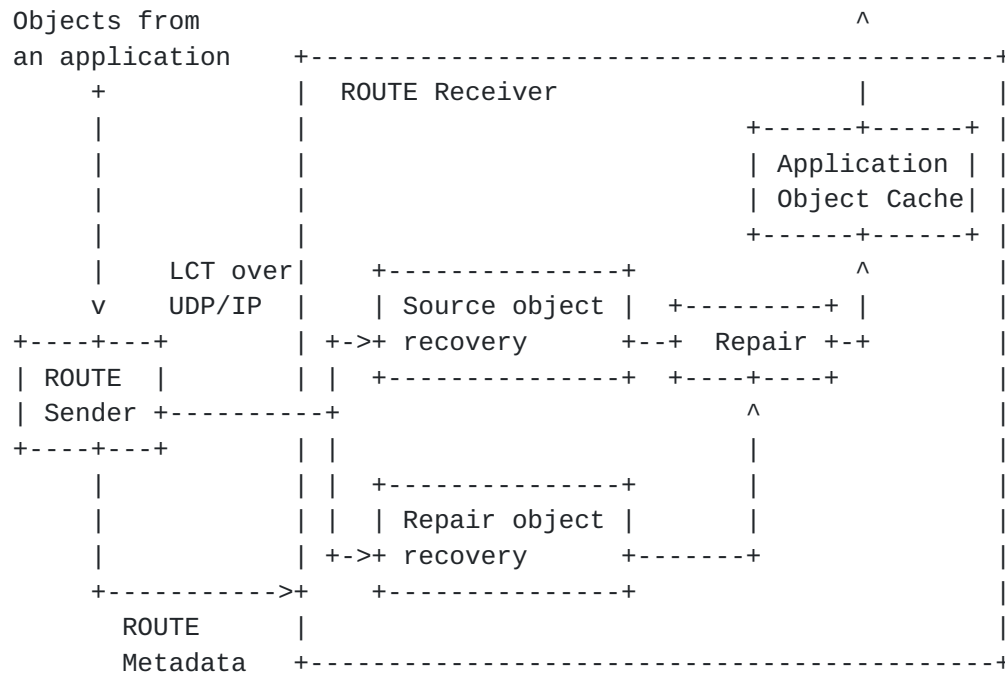 Objects from
an application
ROUTE Receiver
Application
Object Cache
LCT over
UDP/IP
Source object
recovery
Repair
ROUTE
Sender
Repair object
recovery
ROUTE
Metadata